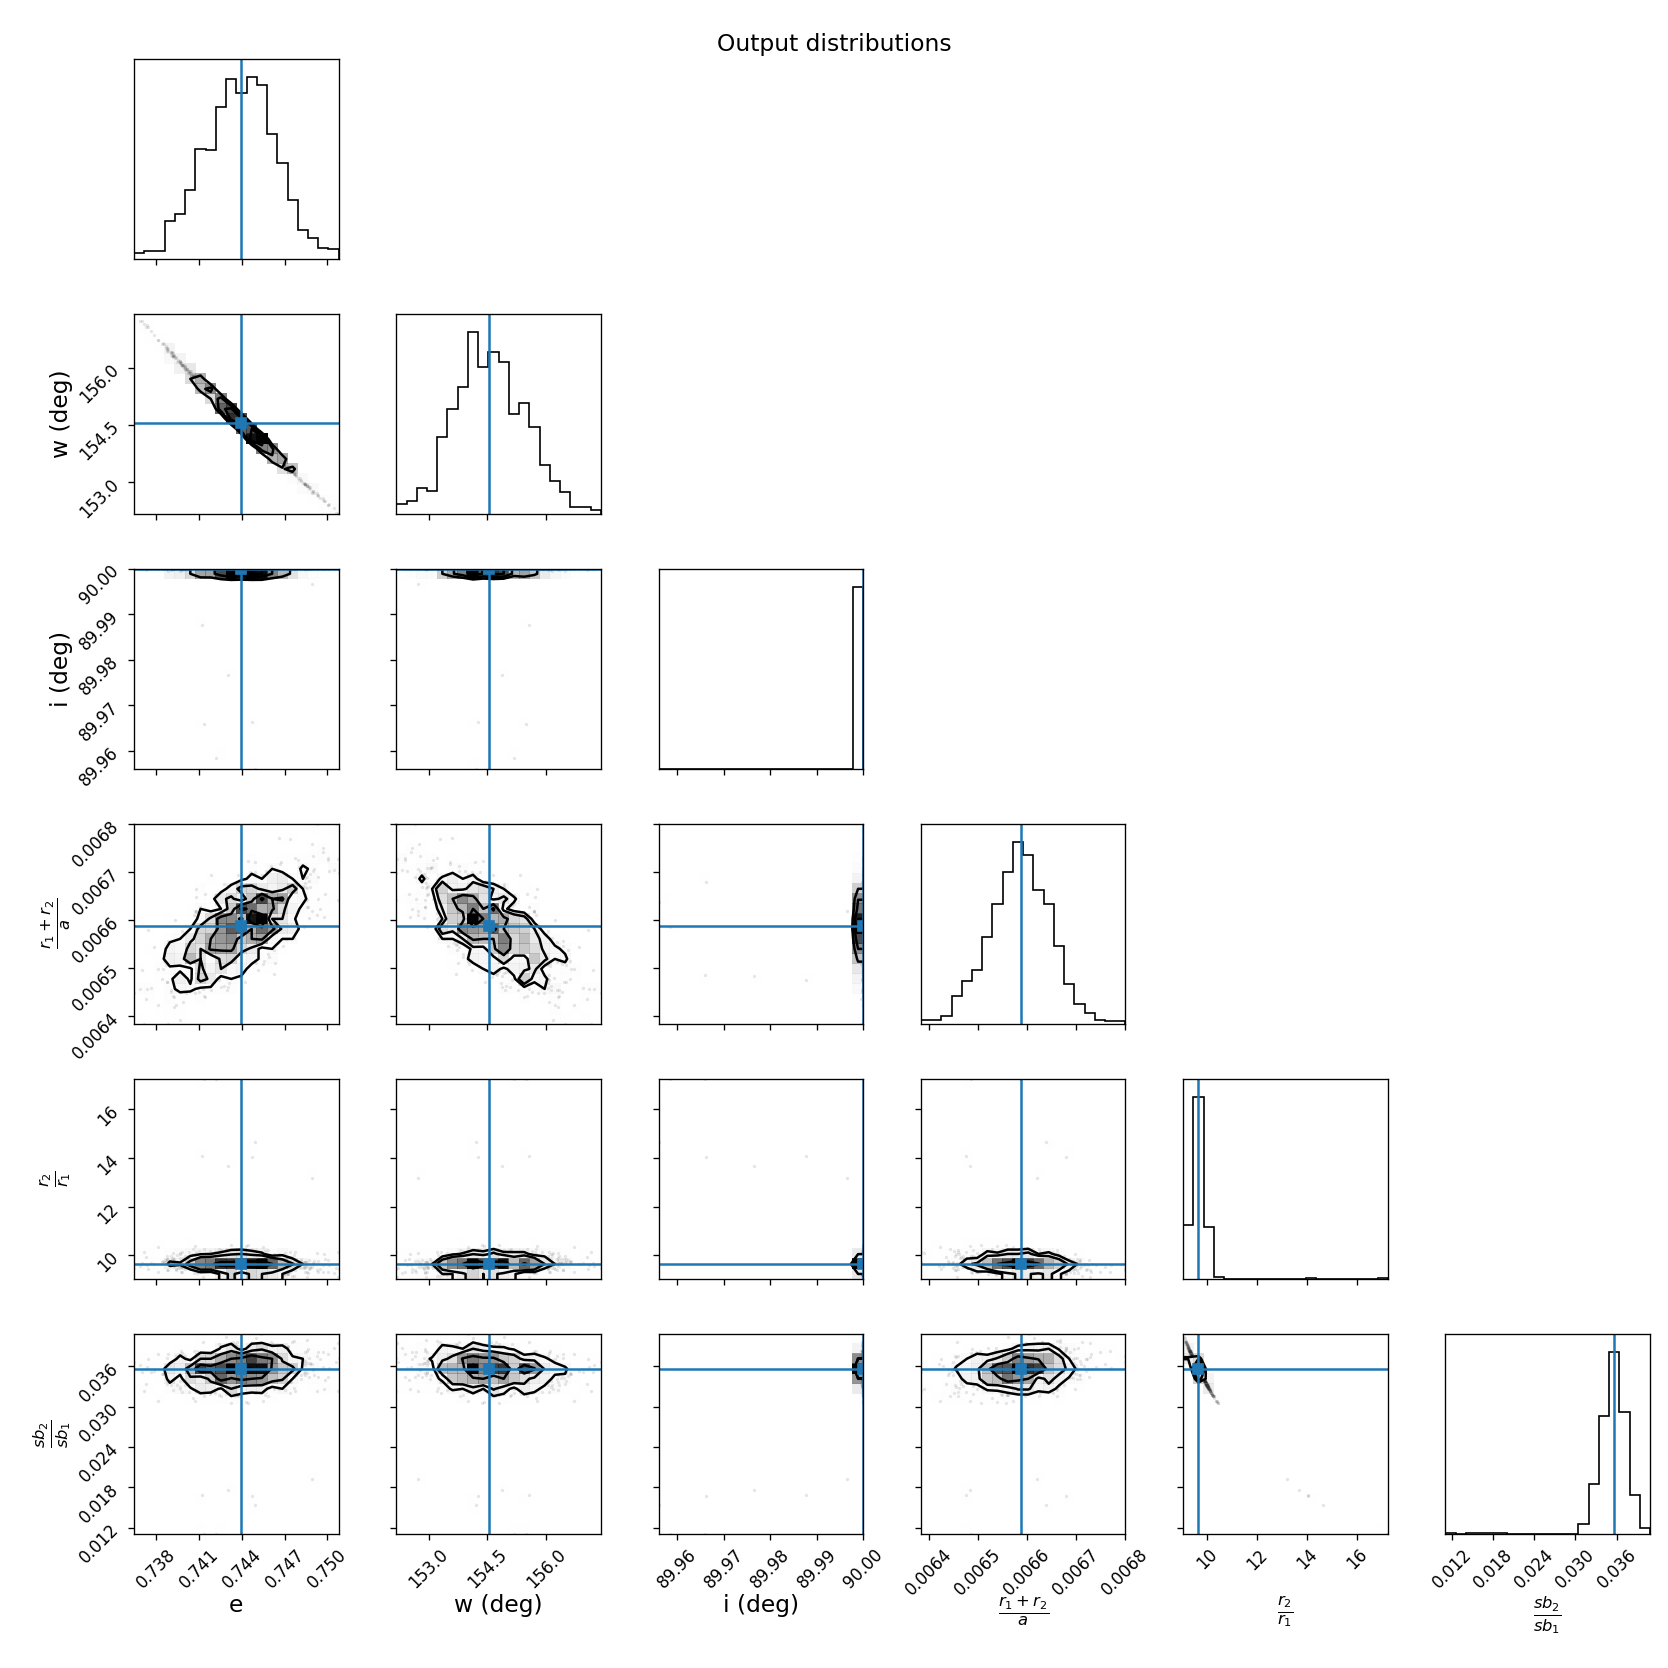 Output distributions
w (deg)
156.0
154.5
153.0
i (deg)
90.00
89.99
89.98
89.97
89.96
r₁ + r₂
a
0.0068
0.0067
0.0066
0.0065
0.0064
r₂
r₁
16
14
12
10
sb₂
sb₁
0.036
0.030
0.024
0.018
0.012
0.738 0.741 0.744 0.747 0.750 153.0 154.5 156.0 89.96 89.97 89.98 89.99 90.00 0.0064 0.0065 0.0066 0.0067 0.0068 10 12 14 16 0.012 0.018 0.024 0.030 0.036
e w (deg) i (deg) r₁ + r₂ r₂ sb₂
a r₁ sb₁